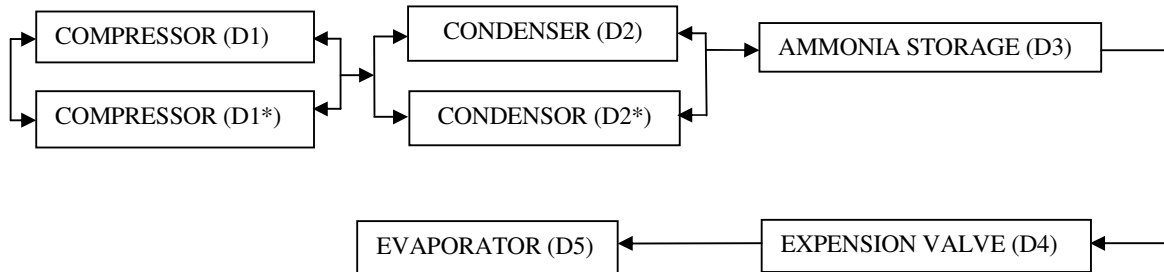 COMPRESSOR (D1)
CONDENSER (D2)
AMMONIA STORAGE (D3)
COMPRESSOR (D1*)
CONDENSOR (D2*)
EVAPORATOR (D5)
EXPENSION VALVE (D4)